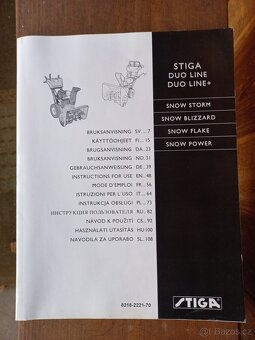 STIGA
DUO LINE
DUO LINE+
SNOW STORM
SNOW BLIZZARD
SNOW FLAKE
SNOW POWER
BRUKSANVISNING SV.... 7
KÄYTTÖOHJEET FI.... 15
BRUGSANVISNING DA.. 23
BRUKSANVISNING NO.. 31
GEBRAUCHSANWEISUNG DE.. 39
INSTRUCTIONS FOR USE EN.. 48
MODE D'EMPLOI FR... 56
ISTRUZIONI PER L'USO IT.... 64
INSTRUKCJA OBSŁUGI PL... 73
ИНСТРУКЦИЯ ПОЛЬЗОВАТЕЛЯ RU.. 82
NÁVOD K POUŽITÍ CS... 92
HASZNÁLATI UTASÍTÁS HU 100
NAVODILA ZA UPORABO SL. 108
STIGA
8218-2221-70